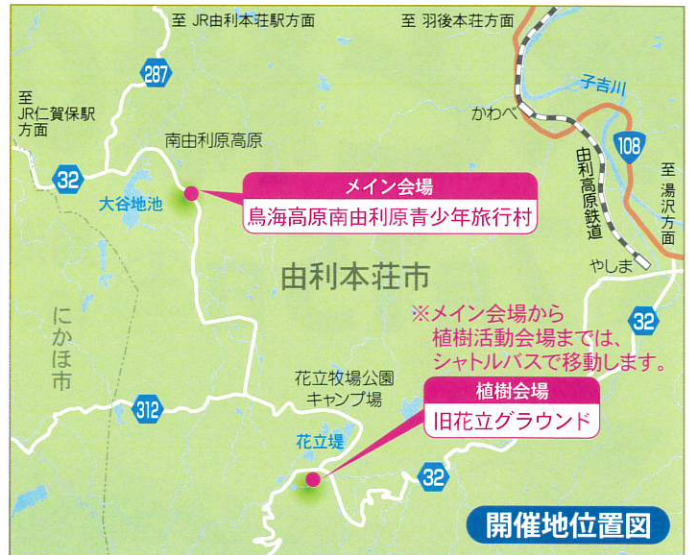 至 JR由利本荘駅方面
至 羽後本荘方面
287
子吉川
至
JR仁賀保駅
方面
かわべ
南由利原高原
108
32
由利高原鉄道
至 湯沢方面
メイン会場
大谷地池
鳥海高原南由利原青少年旅行村
やしま
由利本荘市
にかほ市
※メイン会場から
植樹活動会場までは、
シャトルバスで移動します。
32
花立牧場公園
キャンプ場
植樹会場
312
旧花立グラウンド
花立堤
32
開催地位置図